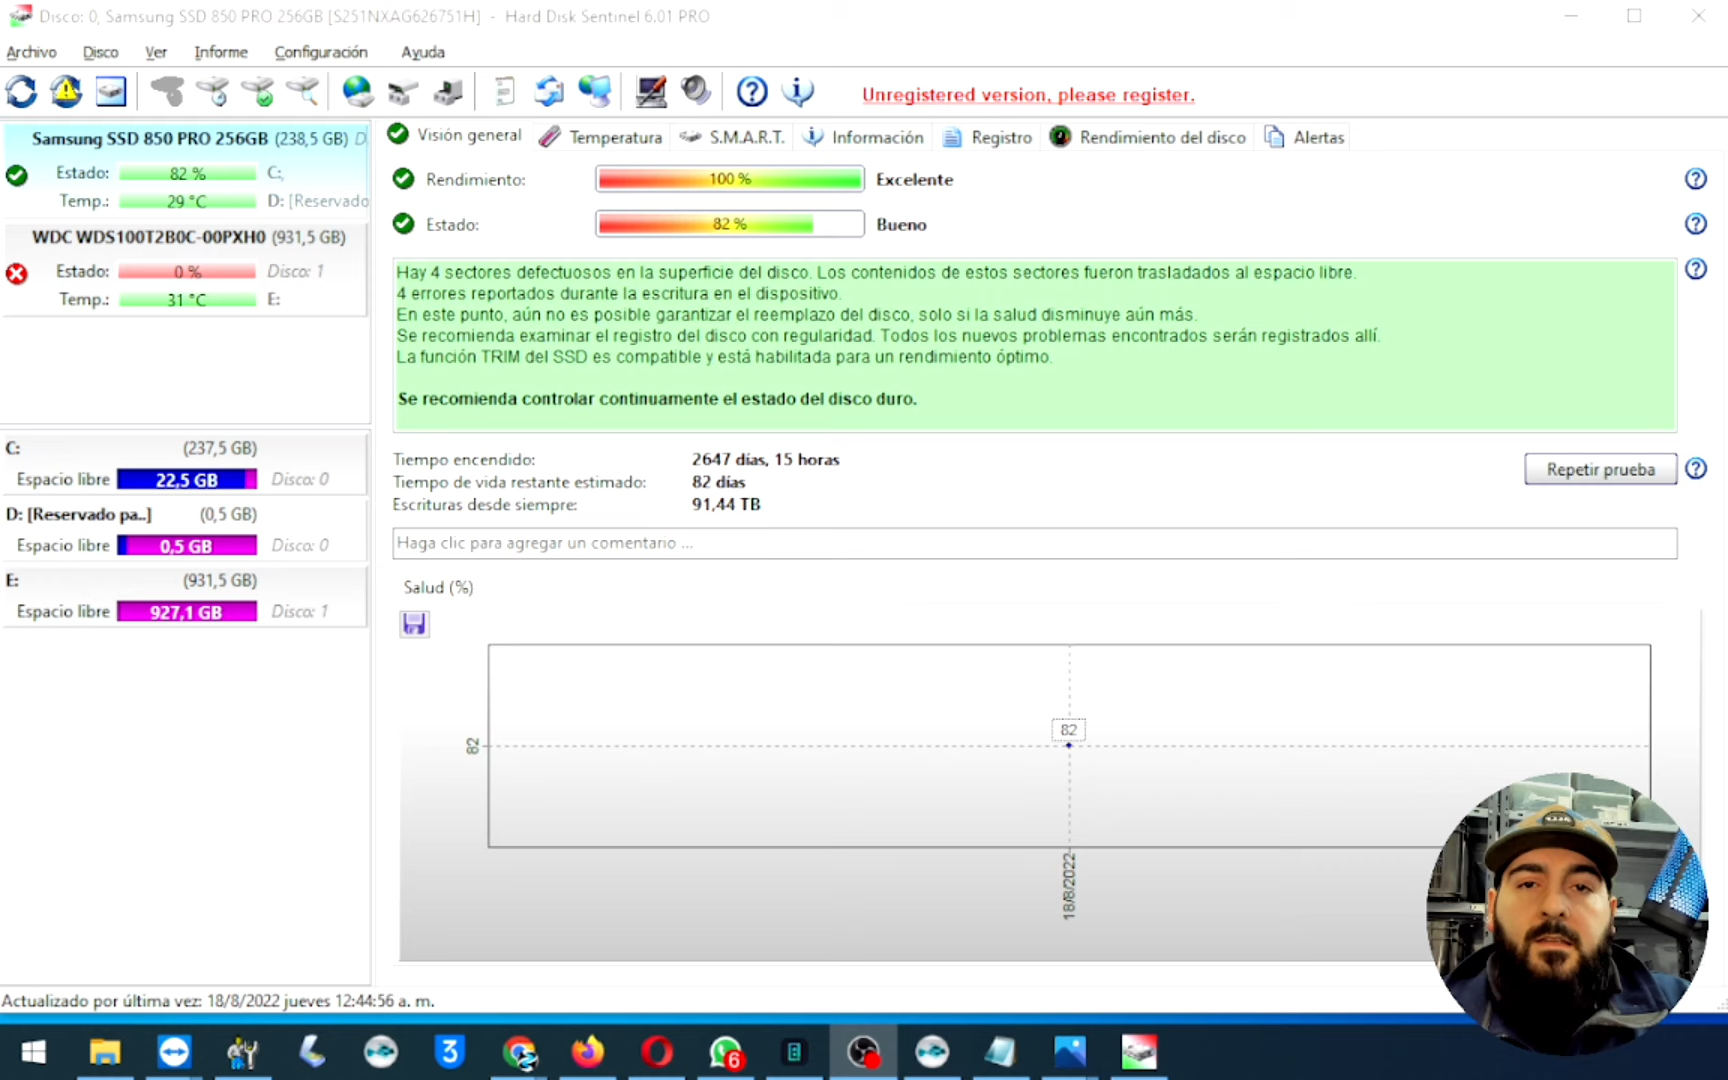 Disco: 0, Samsung SSD 850 PRO 256GB [S251NXAG626751H] - Hard Disk Sentinel 6.01 PRO
Archivo Disco Ver Informe Configuración Ayuda
Unregistered version, please register.
Samsung SSD 850 PRO 256GB (238,5 GB) D
Estado: 82 % C:,
Temp.: 29 °C D: [Reservado
WDC WDS100T2B0C-00PXH0 (931,5 GB)
Estado: 0 % Disco: 1
Temp.: 31 °C E:
C: (237,5 GB)
Espacio libre 22,5 GB Disco: 0
D: [Reservado pa..] (0,5 GB)
Espacio libre 0,5 GB Disco: 0
E: (931,5 GB)
Espacio libre 927,1 GB Disco: 1
Visión general Temperatura S.M.A.R.T. Información Registro Rendimiento del disco Alertas
Rendimiento: 100 % Excelente
Estado: 82 % Bueno
Hay 4 sectores defectuosos en la superficie del disco. Los contenidos de estos sectores fueron trasladados al espacio libre.
4 errores reportados durante la escritura en el dispositivo.
En este punto, aún no es posible garantizar el reemplazo del disco, solo si la salud disminuye aún más.
Se recomienda examinar el registro del disco con regularidad. Todos los nuevos problemas encontrados serán registrados allí.
La función TRIM del SSD es compatible y está habilitada para un rendimiento óptimo.
Se recomienda controlar continuamente el estado del disco duro.
Tiempo encendido: 2647 días, 15 horas
Tiempo de vida restante estimado: 82 días
Escrituras desde siempre: 91,44 TB
Repetir prueba
Haga clic para agregar un comentario ...
Salud (%)
82
82
18/8/2022
Actualizado por última vez: 18/8/2022 jueves 12:44:56 a. m.
3
6